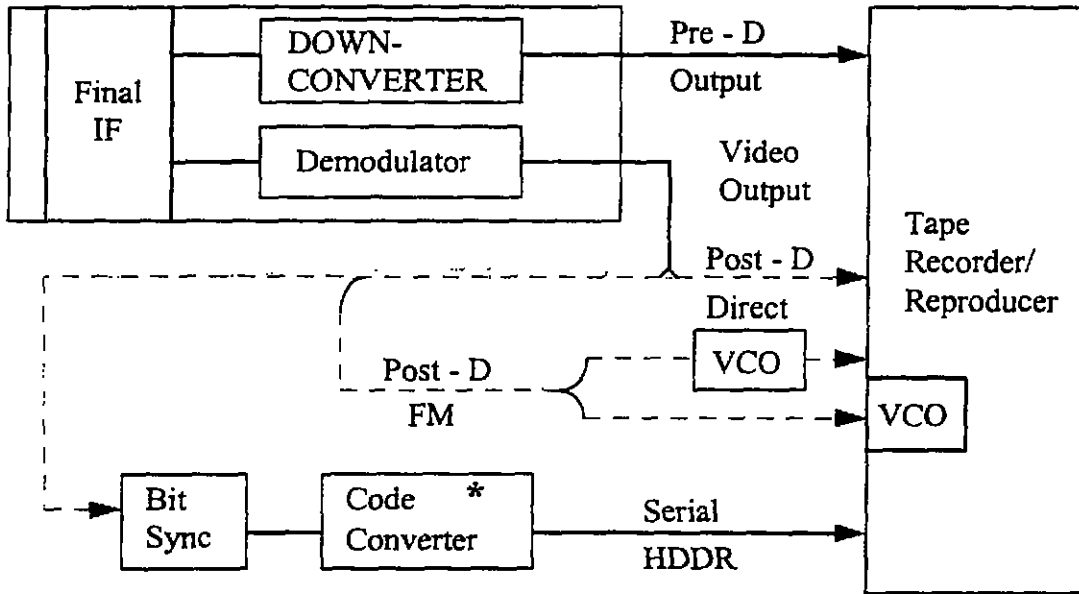 Final
IF
DOWN-
CONVERTER
Demodulator
Pre - D
Output
Video
Output
Post - D
Direct
VCO
Post - D
FM
VCO
Tape
Recorder/
Reproducer
Bit
Sync
Code *
Converter
Serial
HDDR